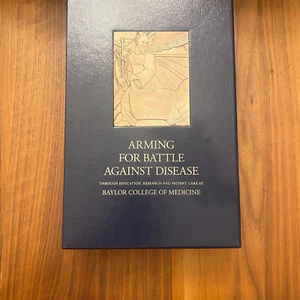 ARMING
FOR BATTLE
AGAINST DISEASE
THROUGH EDUCATION, RESEARCH AND PATIENT CARE AT
BAYLOR COLLEGE OF MEDICINE